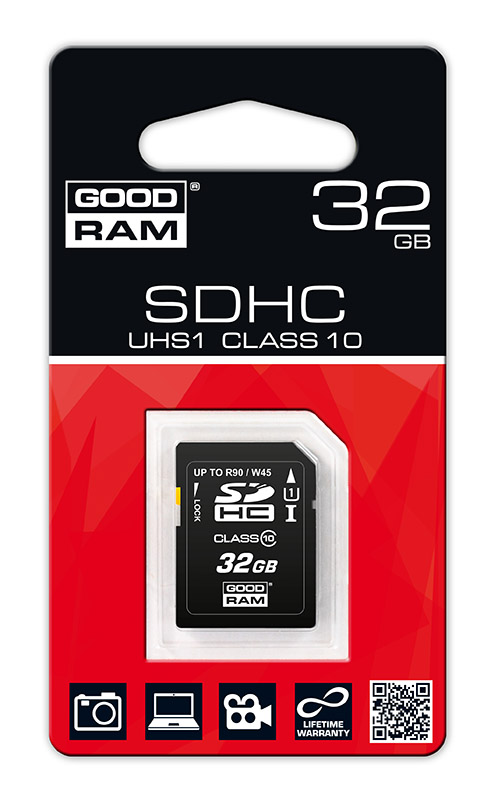 GOOD
RAM
®
32
GB
SDHC
UHS1 CLASS 10
UP TO R90 / W45
LOCK
SD
HC
1
I
CLASS 10
32GB
GOOD
RAM
®
LIFETIME
WARRANTY